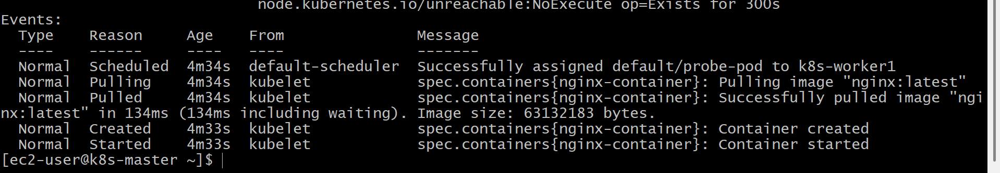 node.kubernetes.io/unreachable:NoExecute op=Exists for 300s
Events:
  Type    Reason     Age    From               Message
  ----    ------     ----   ----               -------
  Normal  Scheduled  4m34s  default-scheduler  Successfully assigned default/probe-pod to k8s-worker1
  Normal  Pulling    4m34s  kubelet            spec.containers{nginx-container}: Pulling image "nginx:latest"
  Normal  Pulled     4m34s  kubelet            spec.containers{nginx-container}: Successfully pulled image "ngi
nx:latest" in 134ms (134ms including waiting). Image size: 63132183 bytes.
  Normal  Created    4m33s  kubelet            spec.containers{nginx-container}: Container created
  Normal  Started    4m33s  kubelet            spec.containers{nginx-container}: Container started
[ec2-user@k8s-master ~]$